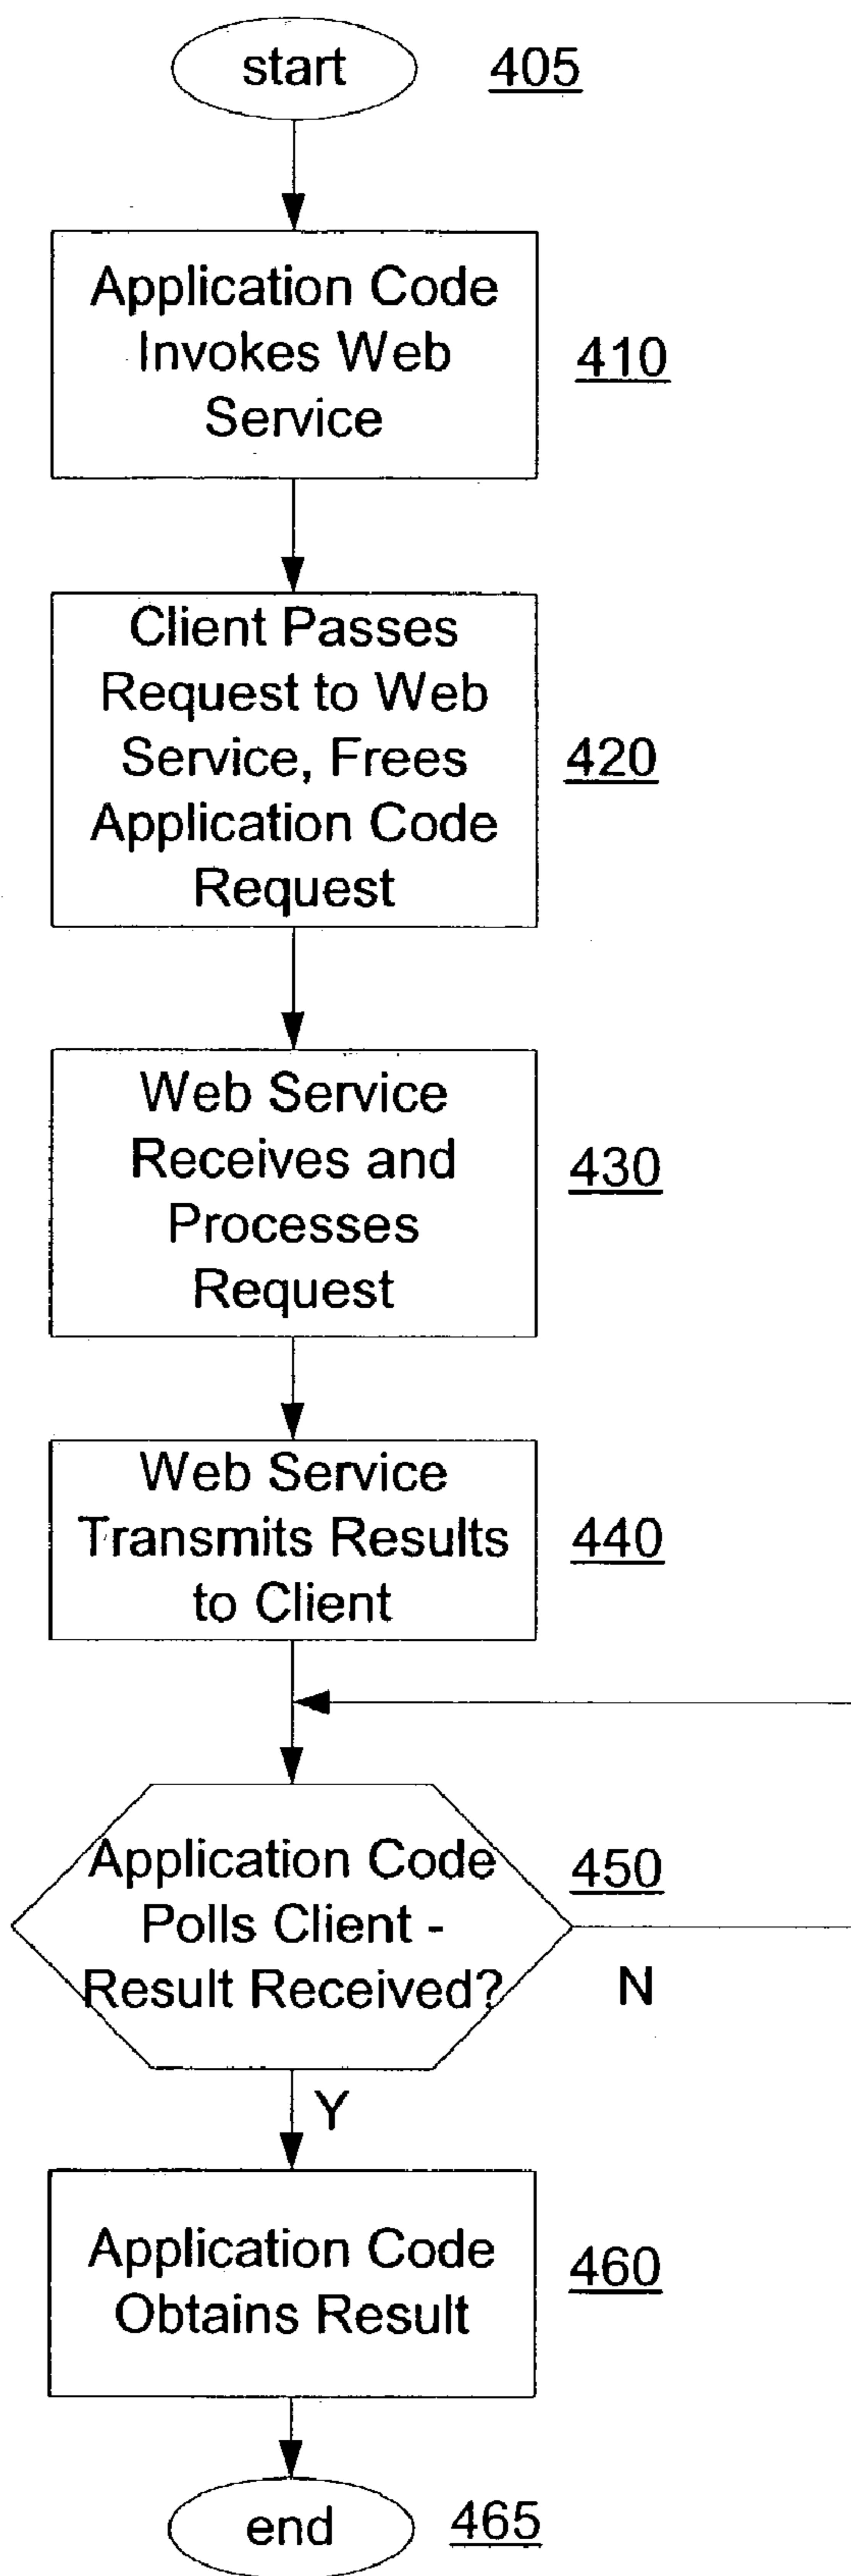 start 405
Application Code
Invokes Web
Service
410
Client Passes
Request to Web
Service, Frees
Application Code
Request
420
Web Service
Receives and
Processes
Request
430
Web Service
Transmits Results
to Client
440
Application Code
Polls Client -
Result Received?
450
N
Y
Application Code
Obtains Result
460
end 465